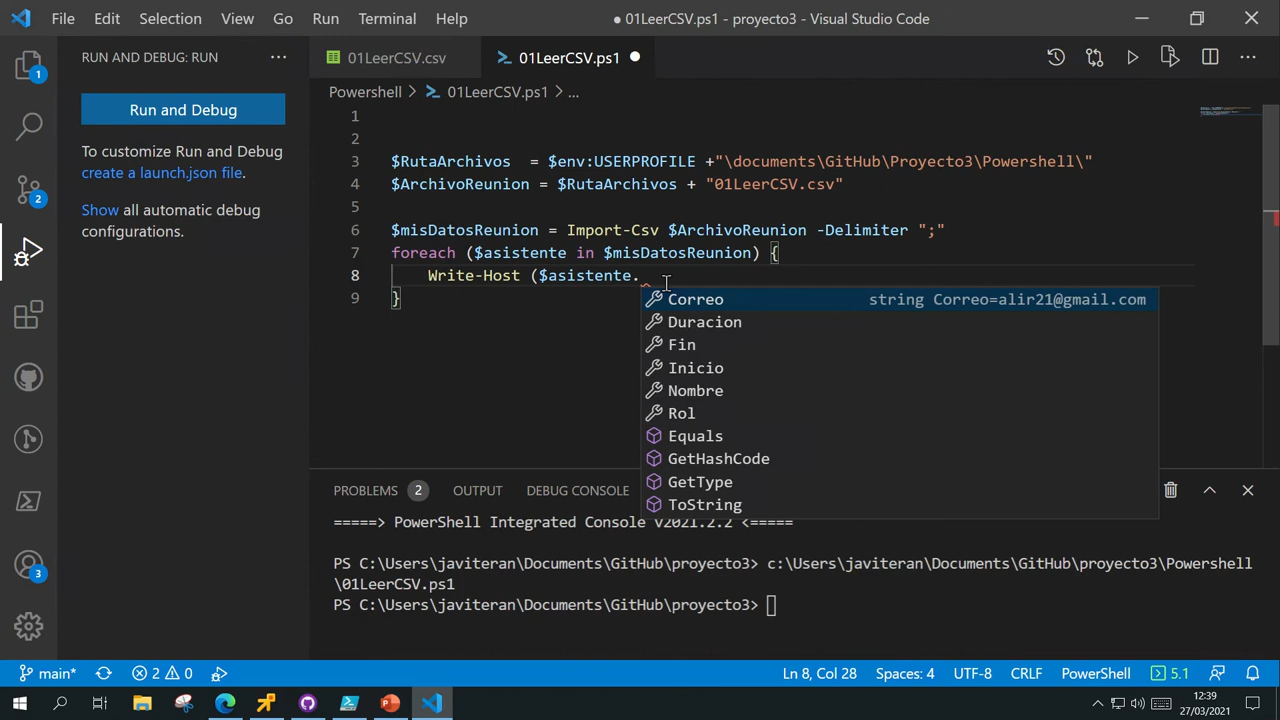 File Edit Selection View Go Run Terminal Help
● 01LeerCSV.ps1 - proyecto3 - Visual Studio Code
RUN AND DEBUG: RUN
Run and Debug
To customize Run and Debug
create a launch.json file.
Show all automatic debug
configurations.
01LeerCSV.csv
01LeerCSV.ps1
Powershell > 01LeerCSV.ps1 > ...
1
2
3 $RutaArchivos = $env:USERPROFILE +"\documents\GitHub\Proyecto3\Powershell\"
4 $ArchivoReunion = $RutaArchivos + "01LeerCSV.csv"
5
6 $misDatosReunion = Import-Csv $ArchivoReunion -Delimiter ";"
7 foreach ($asistente in $misDatosReunion) {
8 Write-Host ($asistente.
9 }
Correo string Correo=alir21@gmail.com
Duracion
Fin
Inicio
Nombre
Rol
Equals
GetHashCode
GetType
ToString
PROBLEMS 2 OUTPUT DEBUG CONSOLE
=====> PowerShell Integrated Console v2021.2.2 <=====
PS C:\Users\javiteran\Documents\GitHub\proyecto3> c:\Users\javiteran\Documents\GitHub\proyecto3\Powershell
\01LeerCSV.ps1
PS C:\Users\javiteran\Documents\GitHub\proyecto3>
1
2
3
main* 2 0 Ln 8, Col 28 Spaces: 4 UTF-8 CRLF PowerShell 5.1
12:39
27/03/2021